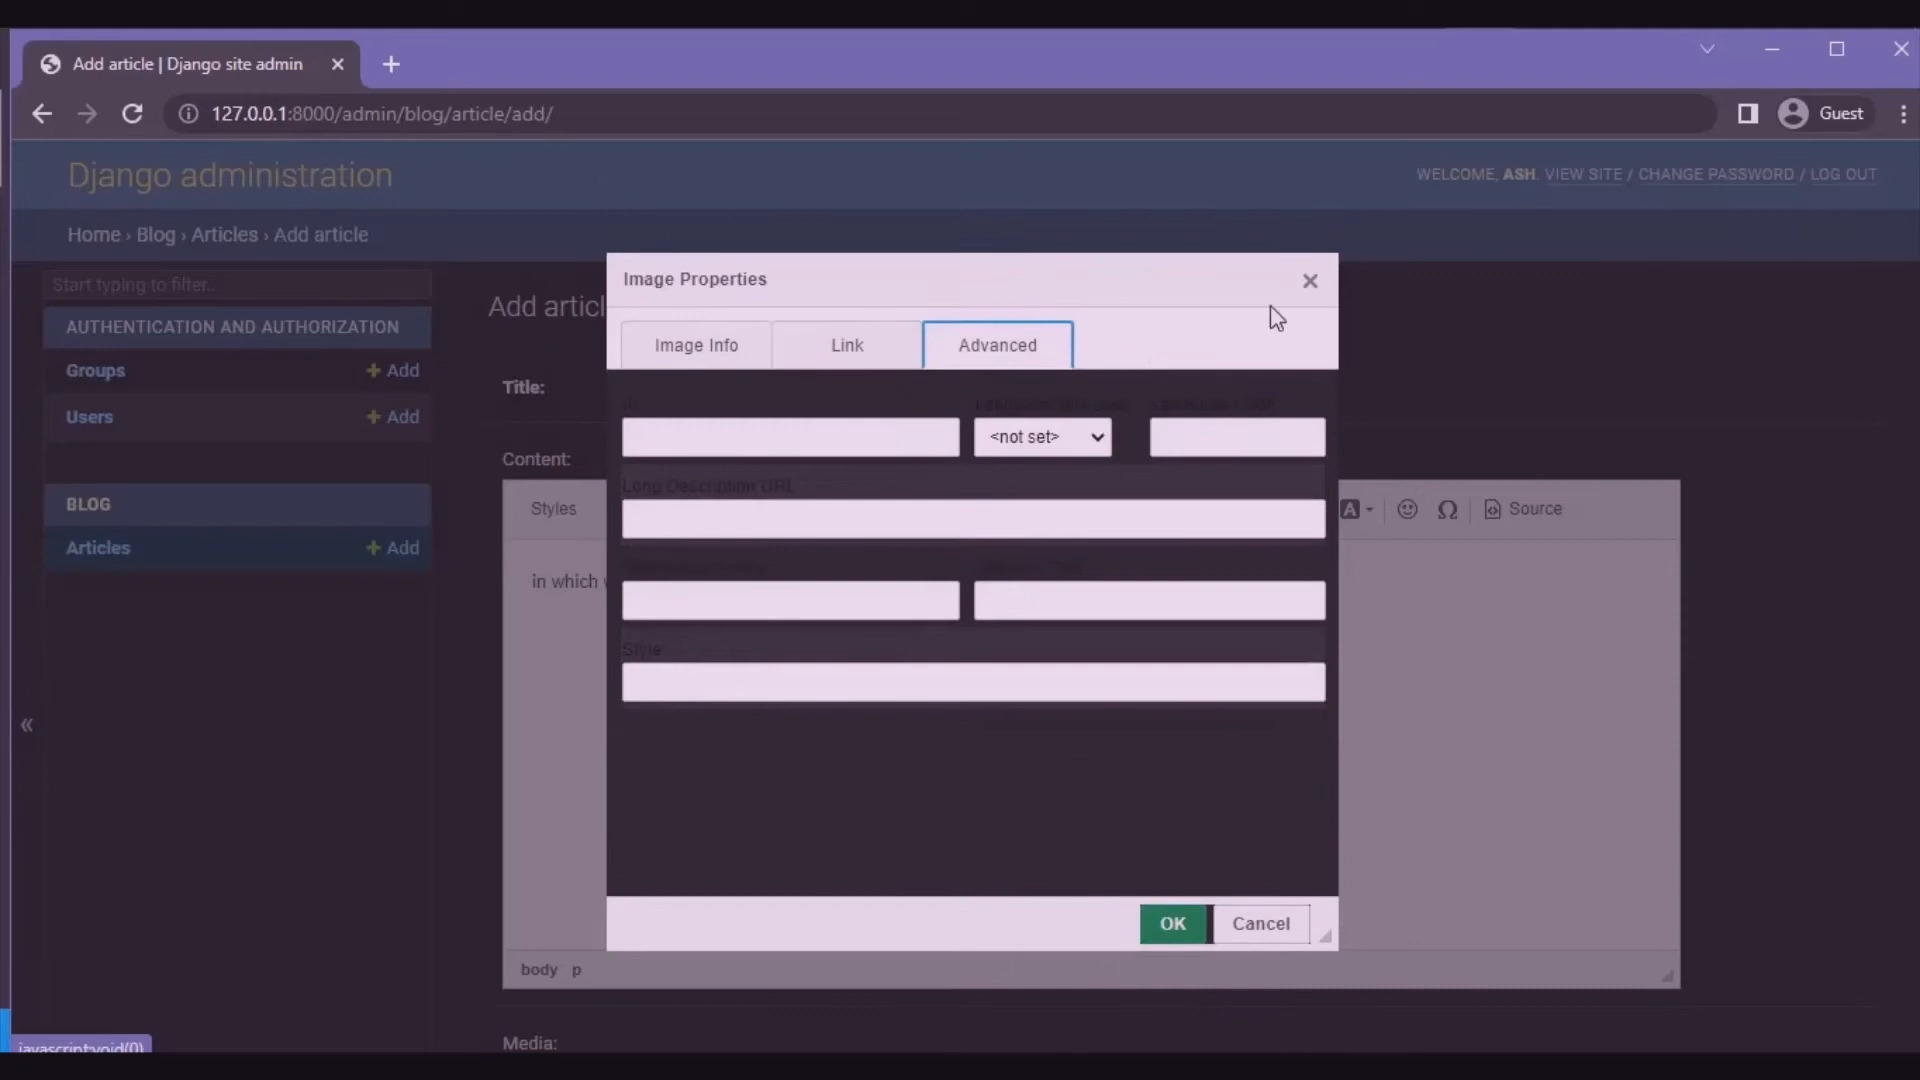 Add article | Django site admin
127.0.0.1:8000/admin/blog/article/add/
Guest
Django administration
WELCOME, ASH. VIEW SITE / CHANGE PASSWORD / LOG OUT
Home › Blog › Articles › Add article
Start typing to filter..
AUTHENTICATION AND AUTHORIZATION
Groups + Add
Users + Add
BLOG
Articles + Add
«
Add articl
Title:
Content:
Styles
A
Ω
Source
in which
body p
Media:
Image Properties
Image Info
Link
Advanced
<not set>
Long Description URL
Style
OK
Cancel
javascript:void(0)